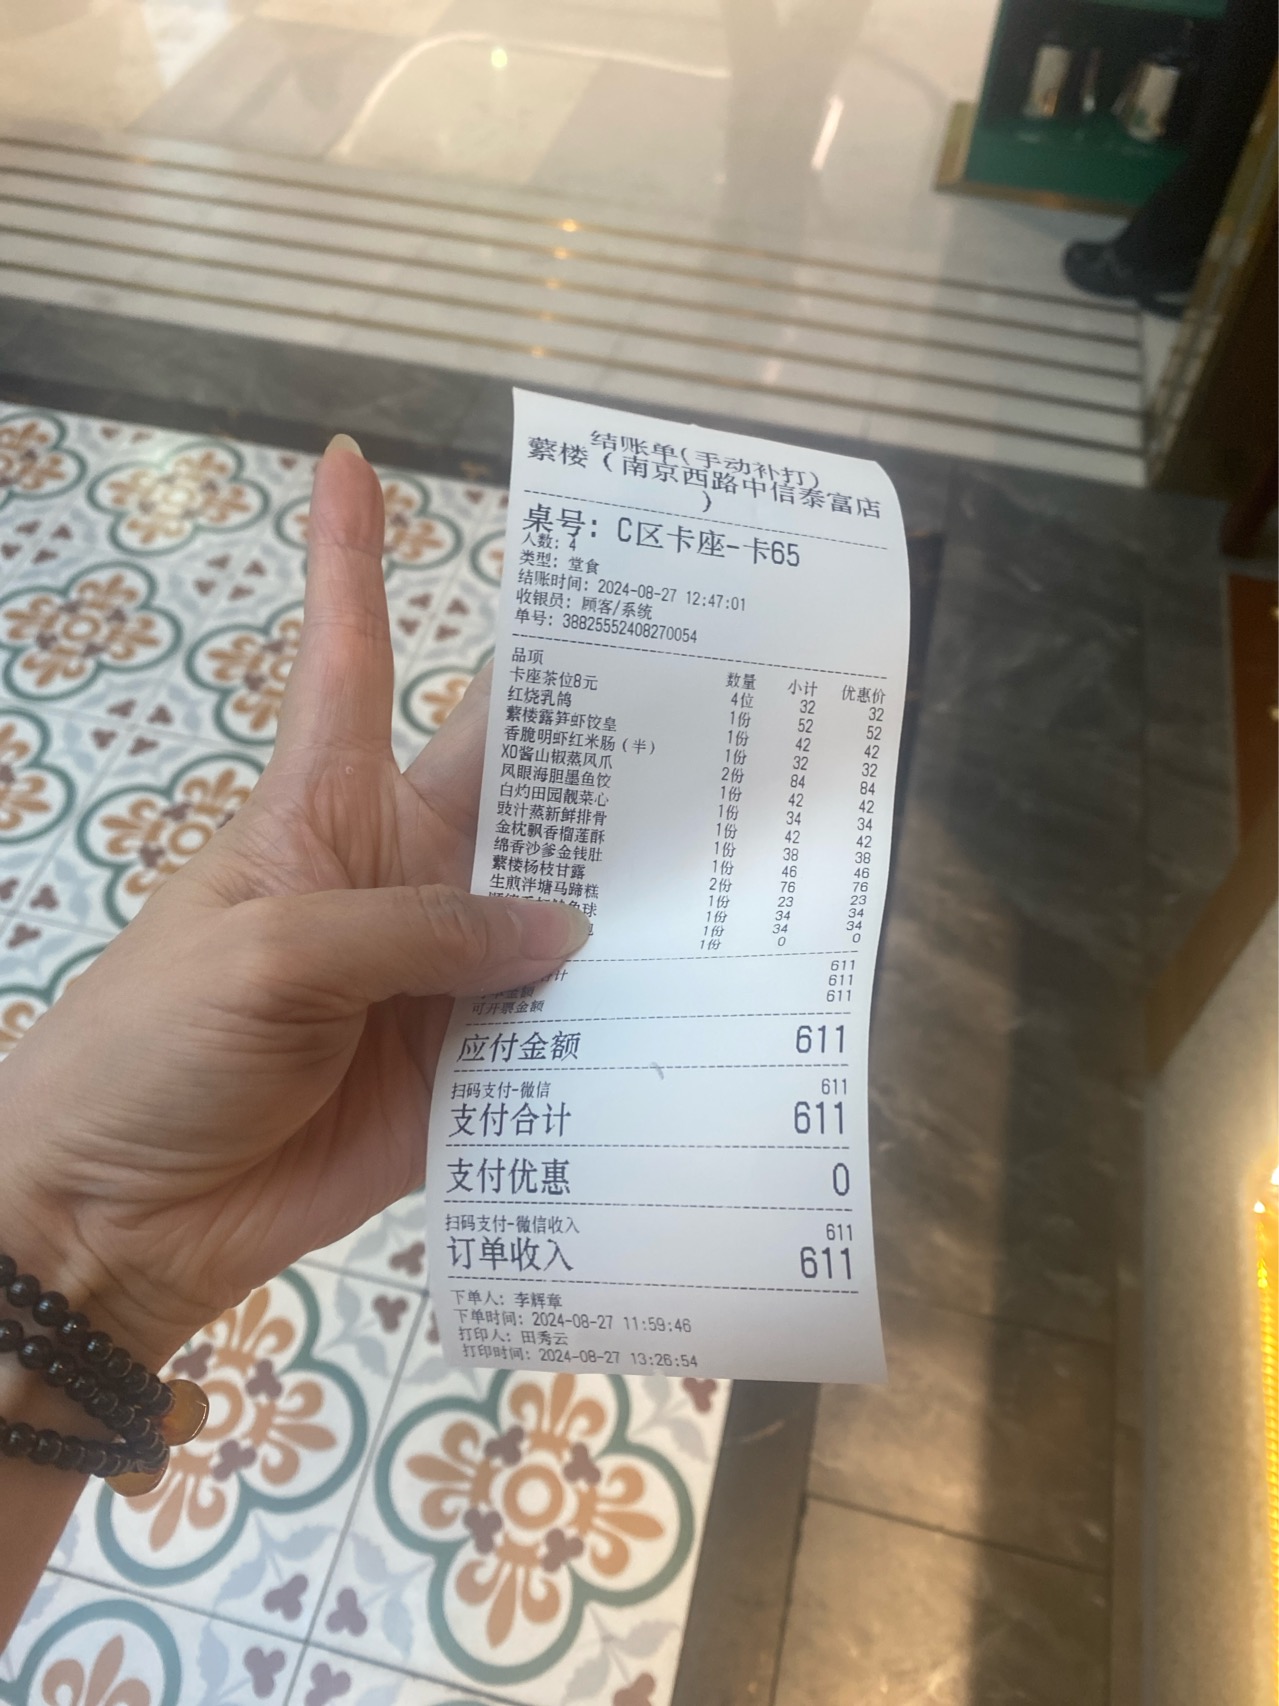 结账单(手动补打)
蘩楼(南京西路中信泰富店
)
桌号: C区卡座-卡65
人数: 4
类型: 堂食
结账时间: 2024-08-27 12:47:01
收银员: 顾客/系统
单号: 38825552408270054
品项 数量 小计 优惠价
卡座茶位8元 4位 32 32
红烧乳鸽 1份 52 52
蘩楼露笋虾饺皇 1份 42 42
香脆明虾红米肠(半) 1份 32 32
XO酱山椒蒸凤爪 2份 84 84
凤眼海胆墨鱼饺 1份 42 42
白灼田园靓菜心 1份 34 34
豉汁蒸新鲜排骨 1份 42 42
金枕飘香榴莲酥 1份 38 38
绵香沙爹金钱肚 1份 46 46
蘩楼杨枝甘露 2份 76 76
生煎泮塘马蹄糕 1份 23 23
球 1份 34 34
1份 0 0
计 611
金额 611
可开票金额 611
应付金额 611
扫码支付-微信 611
支付合计 611
支付优惠 0
扫码支付-微信收入 611
订单收入 611
下单人: 李辉章
下单时间: 2024-08-27 11:59:46
打印人: 田秀云
打印时间: 2024-08-27 13:26:54